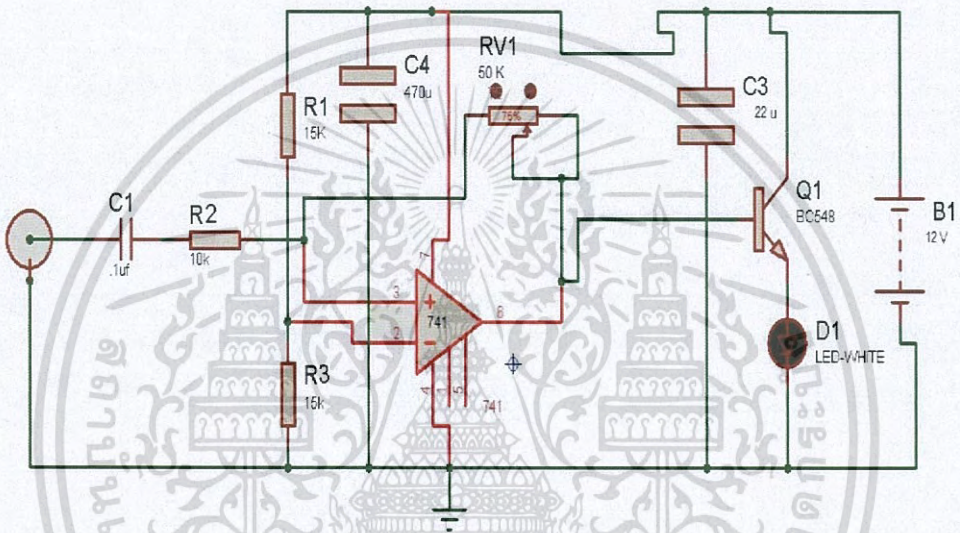 RV1
50 K
75%
C4
470u
R1
15K
C3
22 u
C1
.1uf
R2
10k
Q1
BC548
B1
12 V
7
3
2
741
6
4
1
5
741
R3
15k
D1
LED-WHITE